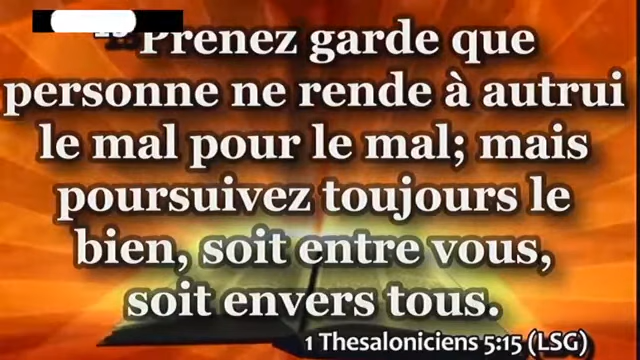 Prenez garde que
personne ne rende à autrui
le mal pour le mal; mais
poursuivez toujours le
bien, soit entre vous,
soit envers tous.
1 Thesaloniciens 5:15 (LSG)